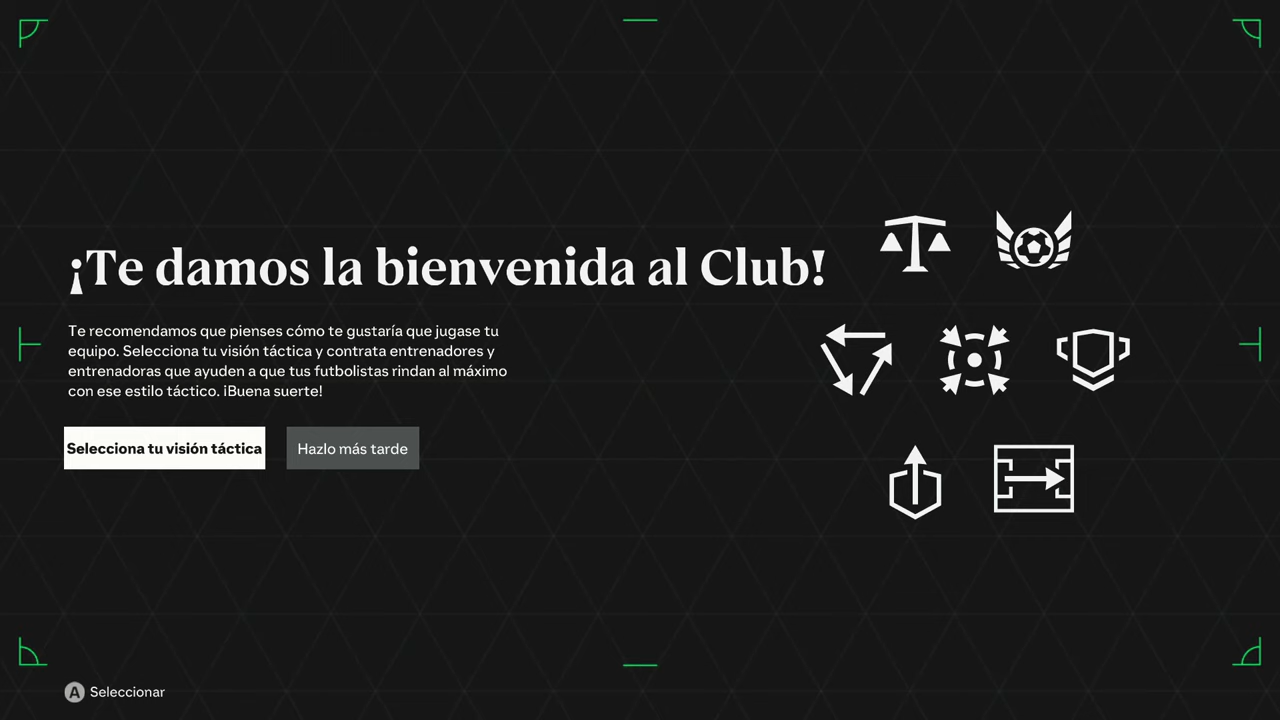 ¡Te damos la bienvenida al Club!
Te recomendamos que pienses cómo te gustaría que jugase tu
equipo. Selecciona tu visión táctica y contrata entrenadores y
entrenadoras que ayuden a que tus futbolistas rindan al máximo
con ese estilo táctico. ¡Buena suerte!
Selecciona tu visión táctica
Hazlo más tarde
A Seleccionar